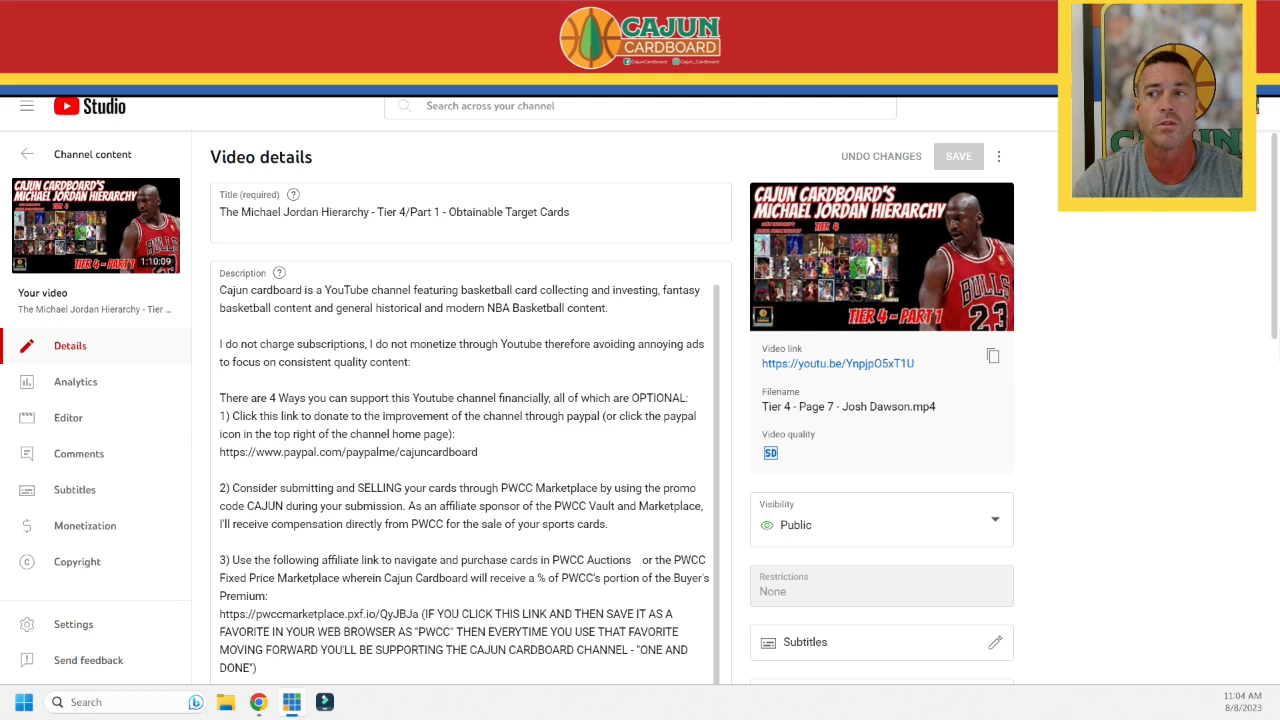 CAJUN
CARDBOARD
CajunCardboard Cajun_Cardboard
Studio
Search across your channel
Channel content
CAJUN CARDBOARD'S
MICHAEL JORDAN HIERARCHY
TIER 4
BULLS
TIER 4 - PART 1
1:10:09
Your video
The Michael Jordan Hierarchy - Tier ...
Details
Analytics
Editor
Comments
Subtitles
Monetization
Copyright
Settings
Send feedback
Video details
UNDO CHANGES
SAVE
Title (required)
The Michael Jordan Hierarchy - Tier 4/Part 1 - Obtainable Target Cards
Description
Cajun cardboard is a YouTube channel featuring basketball card collecting and investing, fantasy
basketball content and general historical and modern NBA Basketball content.
I do not charge subscriptions, I do not monetize through Youtube therefore avoiding annoying ads
to focus on consistent quality content:
There are 4 Ways you can support this Youtube channel financially, all of which are OPTIONAL:
1) Click this link to donate to the improvement of the channel through paypal (or click the paypal
icon in the top right of the channel home page):
https://www.paypal.com/paypalme/cajuncardboard
2) Consider submitting and SELLING your cards through PWCC Marketplace by using the promo
code CAJUN during your submission. As an affiliate sponsor of the PWCC Vault and Marketplace,
I'll receive compensation directly from PWCC for the sale of your sports cards.
3) Use the following affiliate link to navigate and purchase cards in PWCC Auctions or the PWCC
Fixed Price Marketplace wherein Cajun Cardboard will receive a % of PWCC's portion of the Buyer's
Premium:
https://pwccmarketplace.pxf.io/QyJBJa (IF YOU CLICK THIS LINK AND THEN SAVE IT AS A
FAVORITE IN YOUR WEB BROWSER AS "PWCC" THEN EVERYTIME YOU USE THAT FAVORITE
MOVING FORWARD YOU'LL BE SUPPORTING THE CAJUN CARDBOARD CHANNEL - "ONE AND
DONE")
CAJUN CARDBOARD'S
MICHAEL JORDAN HIERARCHY
TIER 4
BULLS
23
TIER 4 - PART 1
Video link
https://youtu.be/YnpjpO5xT1U
Filename
Tier 4 - Page 7 - Josh Dawson.mp4
Video quality
SD
Visibility
Public
Restrictions
None
Subtitles
Search
11:04 AM
8/8/2023